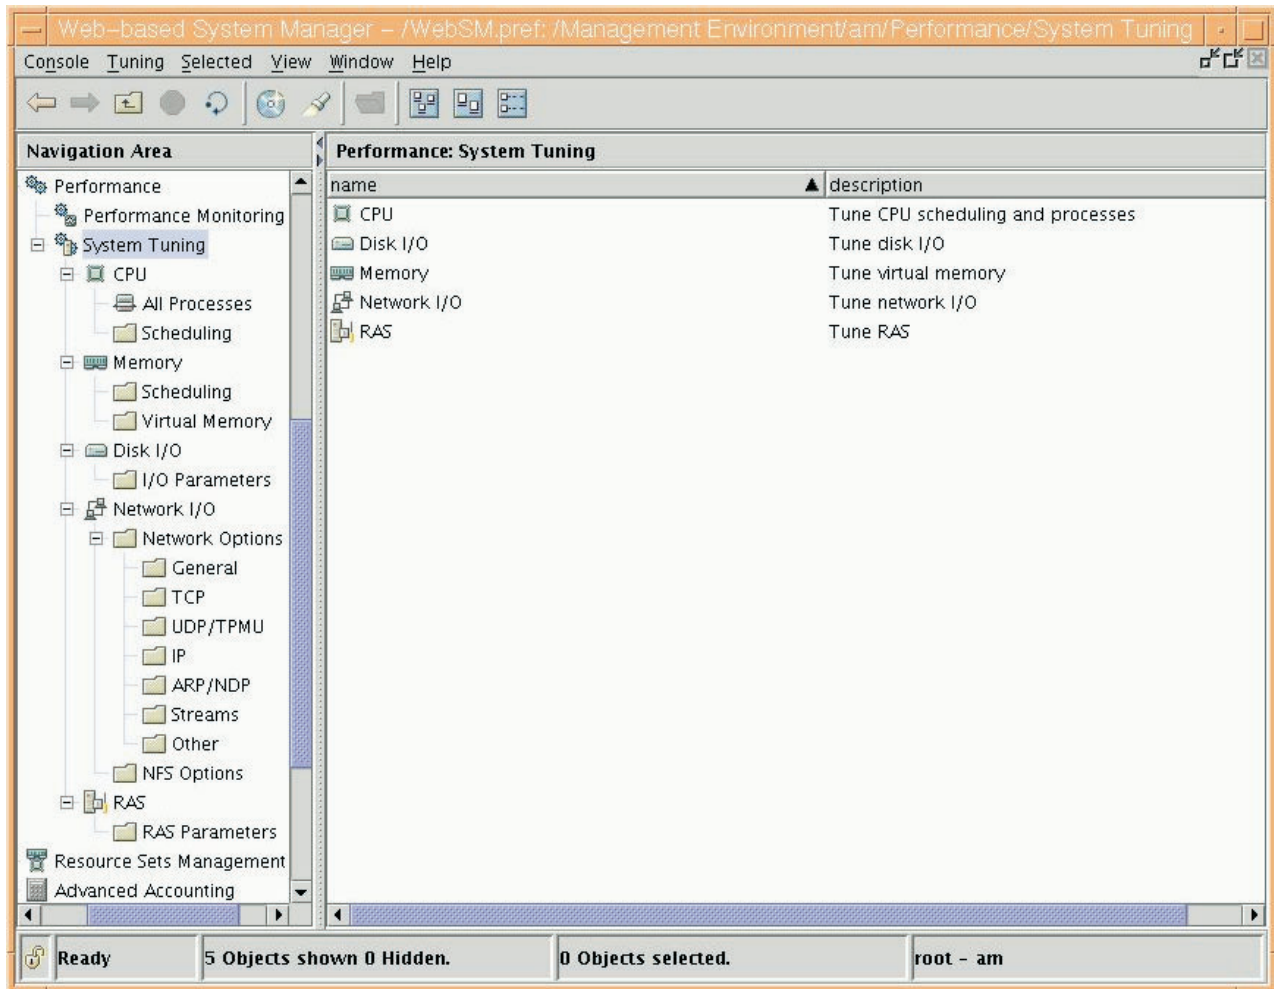 Web-based System Manager - /WebSM.pref: /Management Environment/am/Performance/System Tuning
Console Tuning Selected View Window Help
Navigation Area
Performance
Performance Monitoring
System Tuning
CPU
All Processes
Scheduling
Memory
Scheduling
Virtual Memory
Disk I/O
I/O Parameters
Network I/O
Network Options
General
TCP
UDP/TPMU
IP
ARP/NDP
Streams
Other
NFS Options
RAS
RAS Parameters
Resource Sets Management
Advanced Accounting
Performance: System Tuning
name description
CPU Tune CPU scheduling and processes
Disk I/O Tune disk I/O
Memory Tune virtual memory
Network I/O Tune network I/O
RAS Tune RAS
Ready 5 Objects shown 0 Hidden. 0 Objects selected. root - am